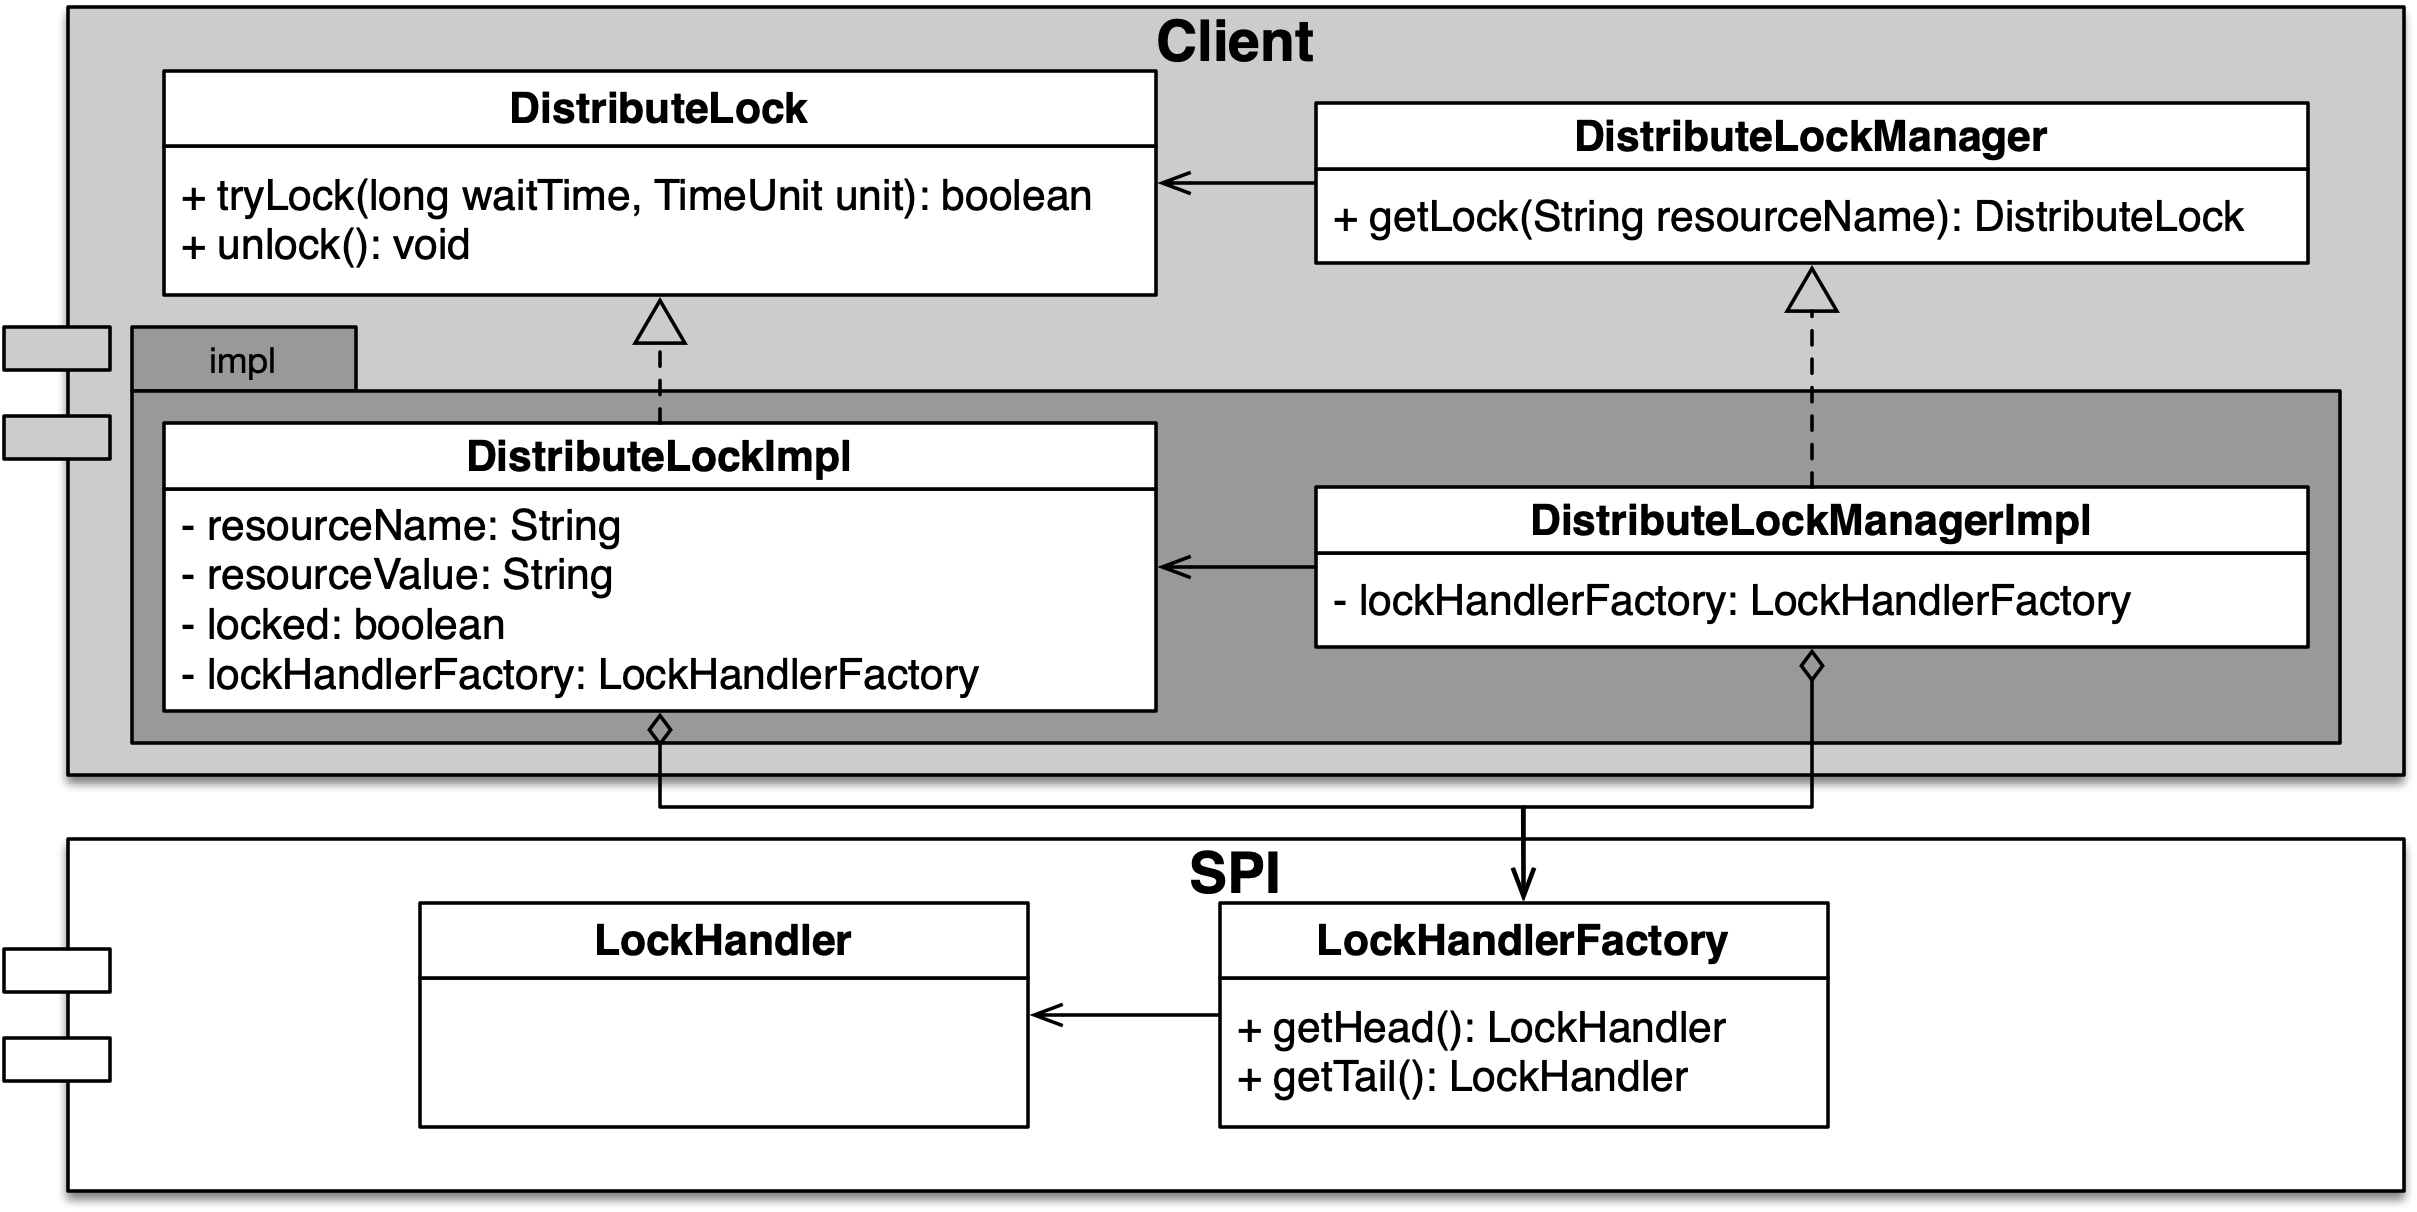 Client
DistributeLock
+ tryLock(long waitTime, TimeUnit unit): boolean
+ unlock(): void
DistributeLockManager
+ getLock(String resourceName): DistributeLock
impl
DistributeLockImpl
- resourceName: String
- resourceValue: String
- locked: boolean
- lockHandlerFactory: LockHandlerFactory
DistributeLockManagerImpl
- lockHandlerFactory: LockHandlerFactory
SPI
LockHandler
LockHandlerFactory
+ getHead(): LockHandler
+ getTail(): LockHandler